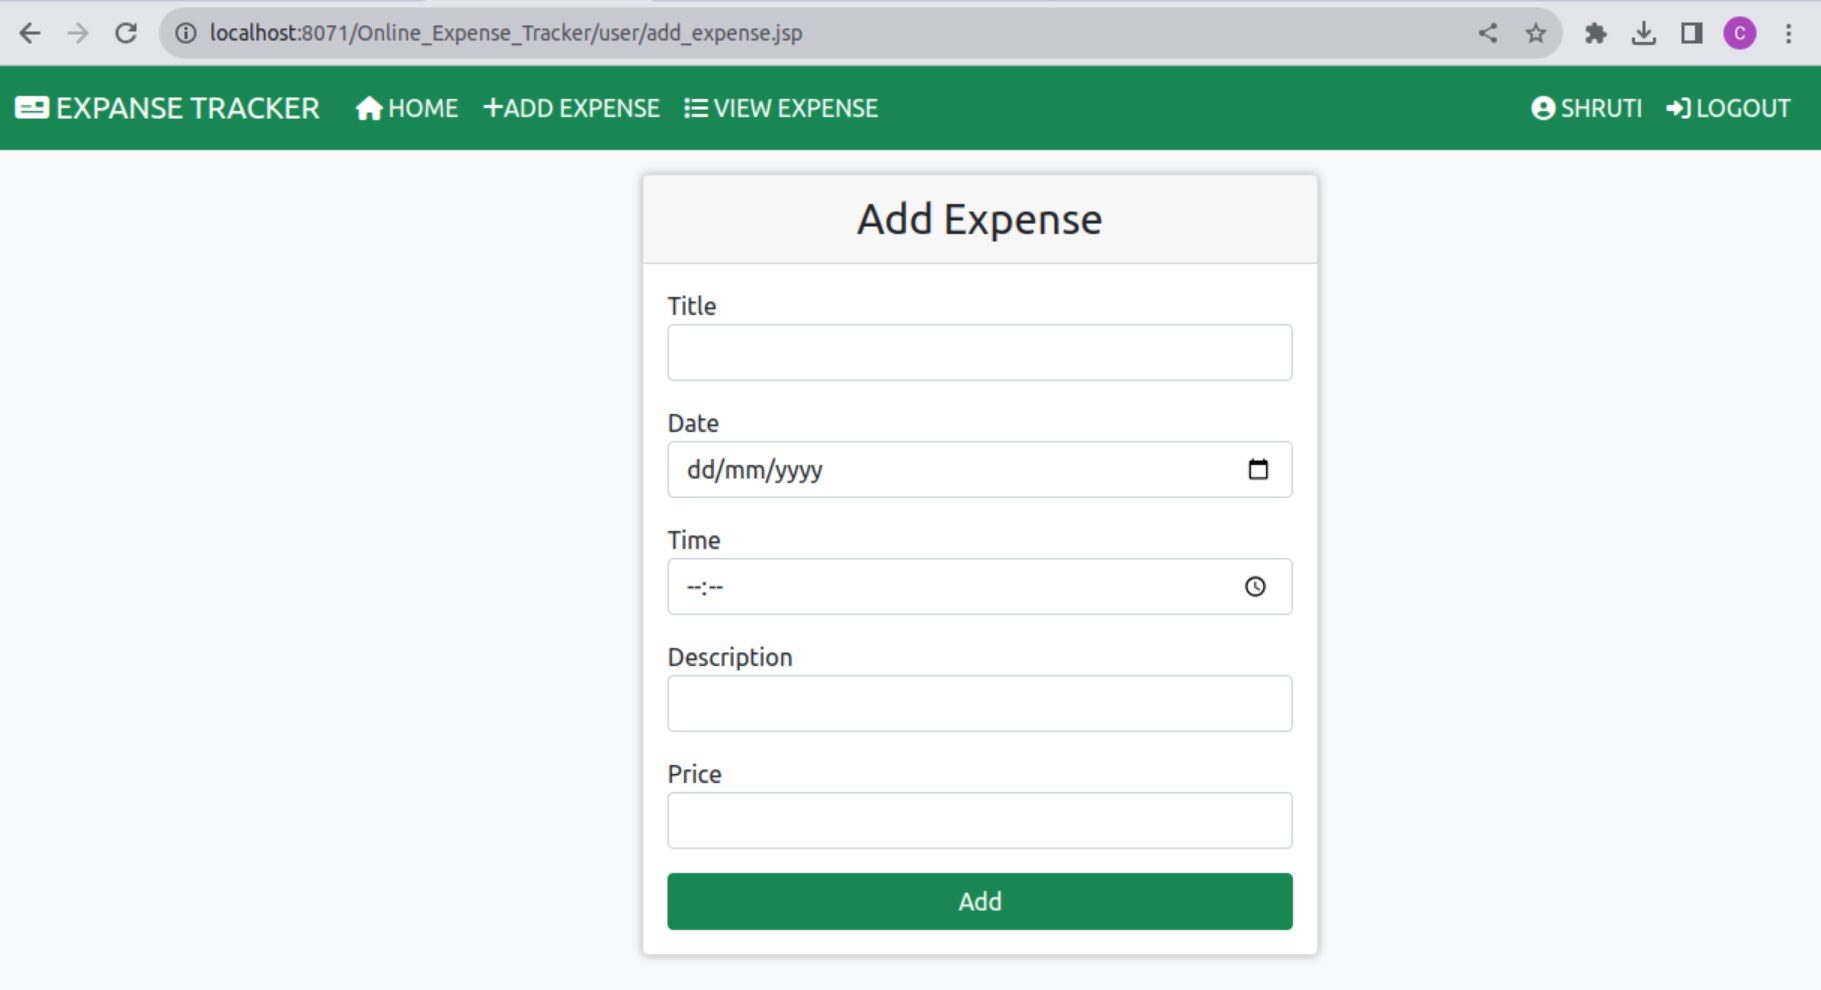 localhost:8071/Online_Expense_Tracker/user/add_expense.jsp
C
EXPANSE TRACKER HOME +ADD EXPENSE VIEW EXPENSE SHRUTI LOGOUT
Add Expense
Title
Date
dd/mm/yyyy
Time
--:--
Description
Price
Add